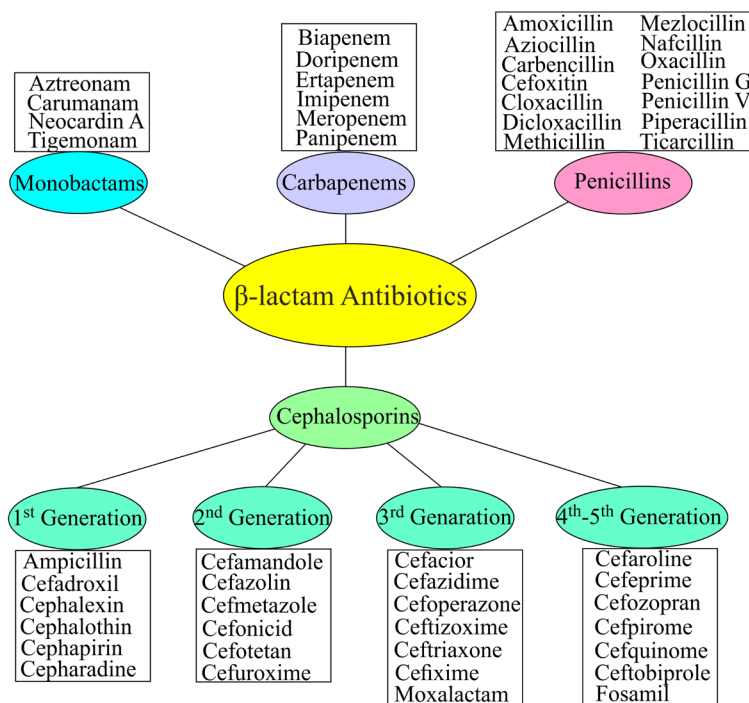 Aztreonam
Carumanam
Neocardin A
Tigemonam
Monobactams
Biapenem
Doripenem
Ertapenem
Imipenem
Meropenem
Panipenem
Carbapenems
Amoxicillin Mezlocillin
Aziocillin Nafcillin
Carbencillin Oxacillin
Cefoxitin Penicillin G
Cloxacillin Penicillin V
Dicloxacillin Piperacillin
Methicillin Ticarcillin
Penicillins
β-lactam Antibiotics
Cephalosporins
1st Generation
Ampicillin
Cefadroxil
Cephalexin
Cephalothin
Cephapirin
Cepharadine
2nd Generation
Cefamandole
Cefazolin
Cefmetazole
Cefonicid
Cefotetan
Cefuroxime
3rd Genaration
Cefacior
Cefazidime
Cefoperazone
Ceftizoxime
Ceftriaxone
Cefixime
Moxalactam
4th-5th Generation
Cefaroline
Cefeprime
Cefozopran
Cefpirome
Cefquinome
Ceftobiprole
Fosamil